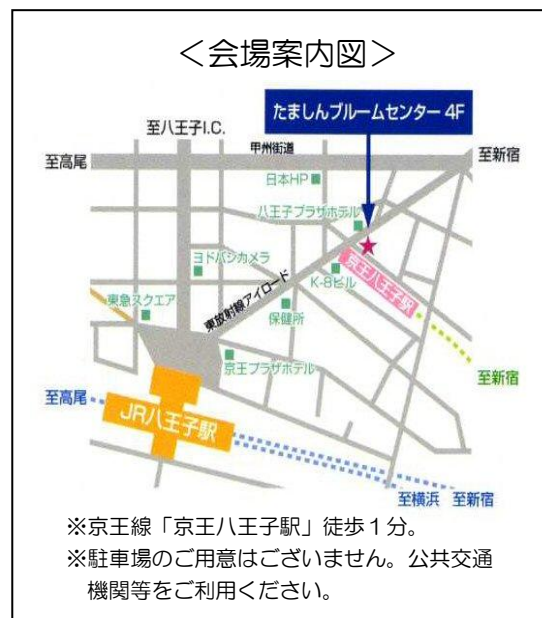 ＜会場案内図＞
たましんブルームセンター 4F
至八王子I.C.
甲州街道
至高尾
至新宿
日本HP
八王子プラザホテル
ヨドバシカメラ
K-8ビル
京王八王子駅
東急スクエア
東放射線アイロード
保健所
京王プラザホテル
至新宿
至高尾
JR八王子駅
至横浜 至新宿
※京王線「京王八王子駅」徒歩１分。
※駐車場のご用意はございません。公共交通
機関等をご利用ください。